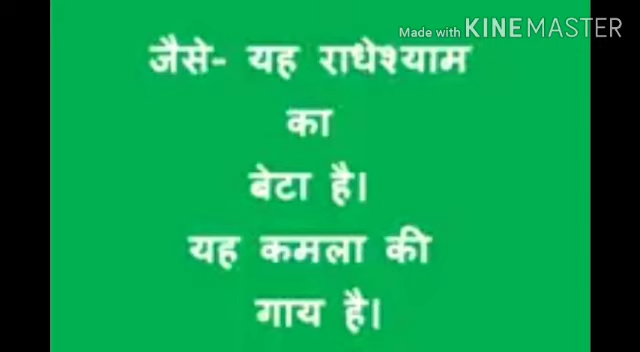 Made with KINEMASTER
जैसे- यह राधेश्याम
का
बेटा है।
यह कमला की
गाय है।